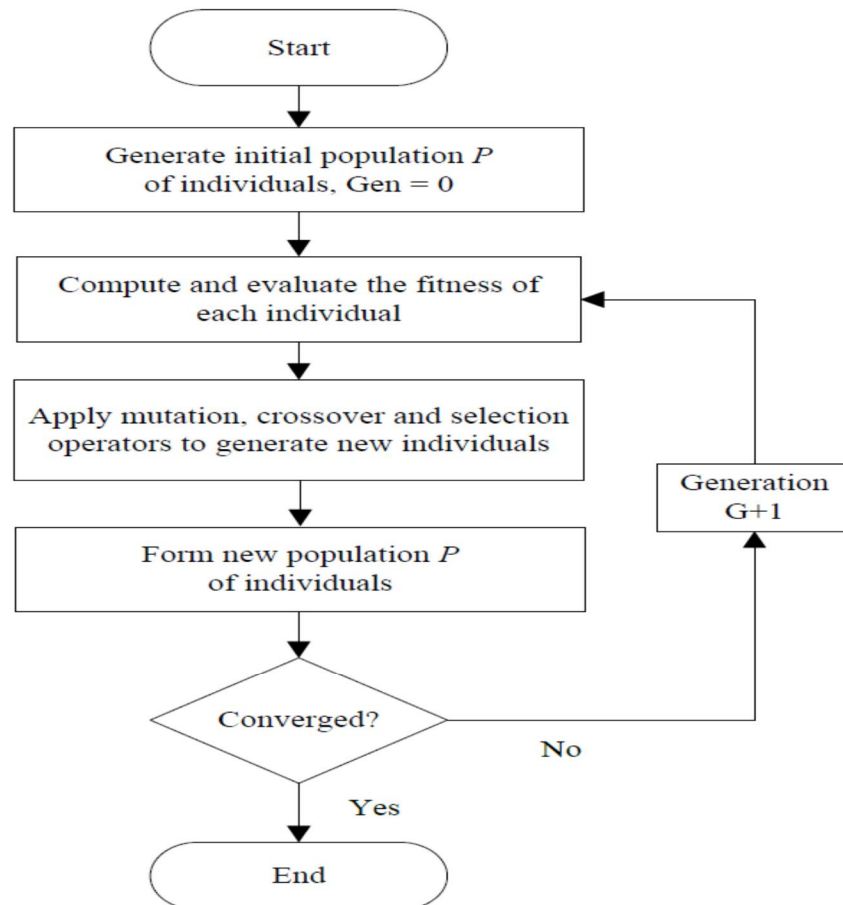 Start
Generate initial population P
of individuals, Gen = 0
Compute and evaluate the fitness of
each individual
Apply mutation, crossover and selection
operators to generate new individuals
Generation
G+1
Form new population P
of individuals
Converged?
No
Yes
End